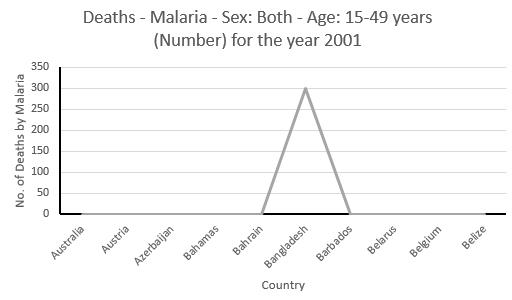 Deaths - Malaria - Sex: Both - Age: 15-49 years
(Number) for the year 2001
No. of Deaths by Malaria
350
300
250
200
150
100
50
0
Australia
Austria
Azerbaijan
Bahamas
Bahrain
Bangladesh
Barbados
Belarus
Belgium
Belize
Country